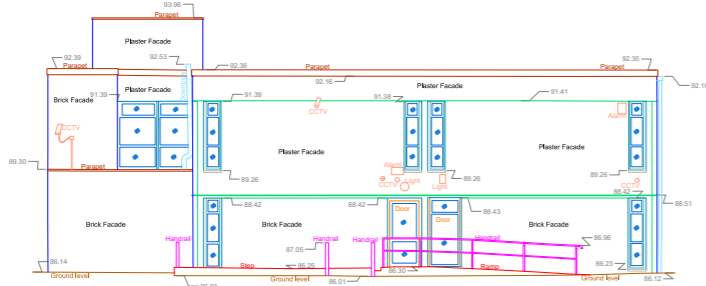 93.96
Plaster Facade
92.39
Parapet
92.53
92.36
Parapet
92.35
92.16
Plaster Facade
92.16
Plaster Facade
Brick Facade
91.39
91.39
91.38
91.41
CCTV
Alarm
CCTV
Plaster Facade
Plaster Facade
89.30
Parapet
89.26
Alarm
CCTV
Light
Light
89.26
89.26
CCTV
88.42
88.51
88.42
88.42
88.43
Door
Door
Brick Facade
Brick Facade
Brick Facade
Handrail
Handrail
Handrail
Handrail
87.05
86.96
86.14
Step
86.25
86.30
Ramp
86.23
Ground level
Ground level
86.01
Ground level
86.12